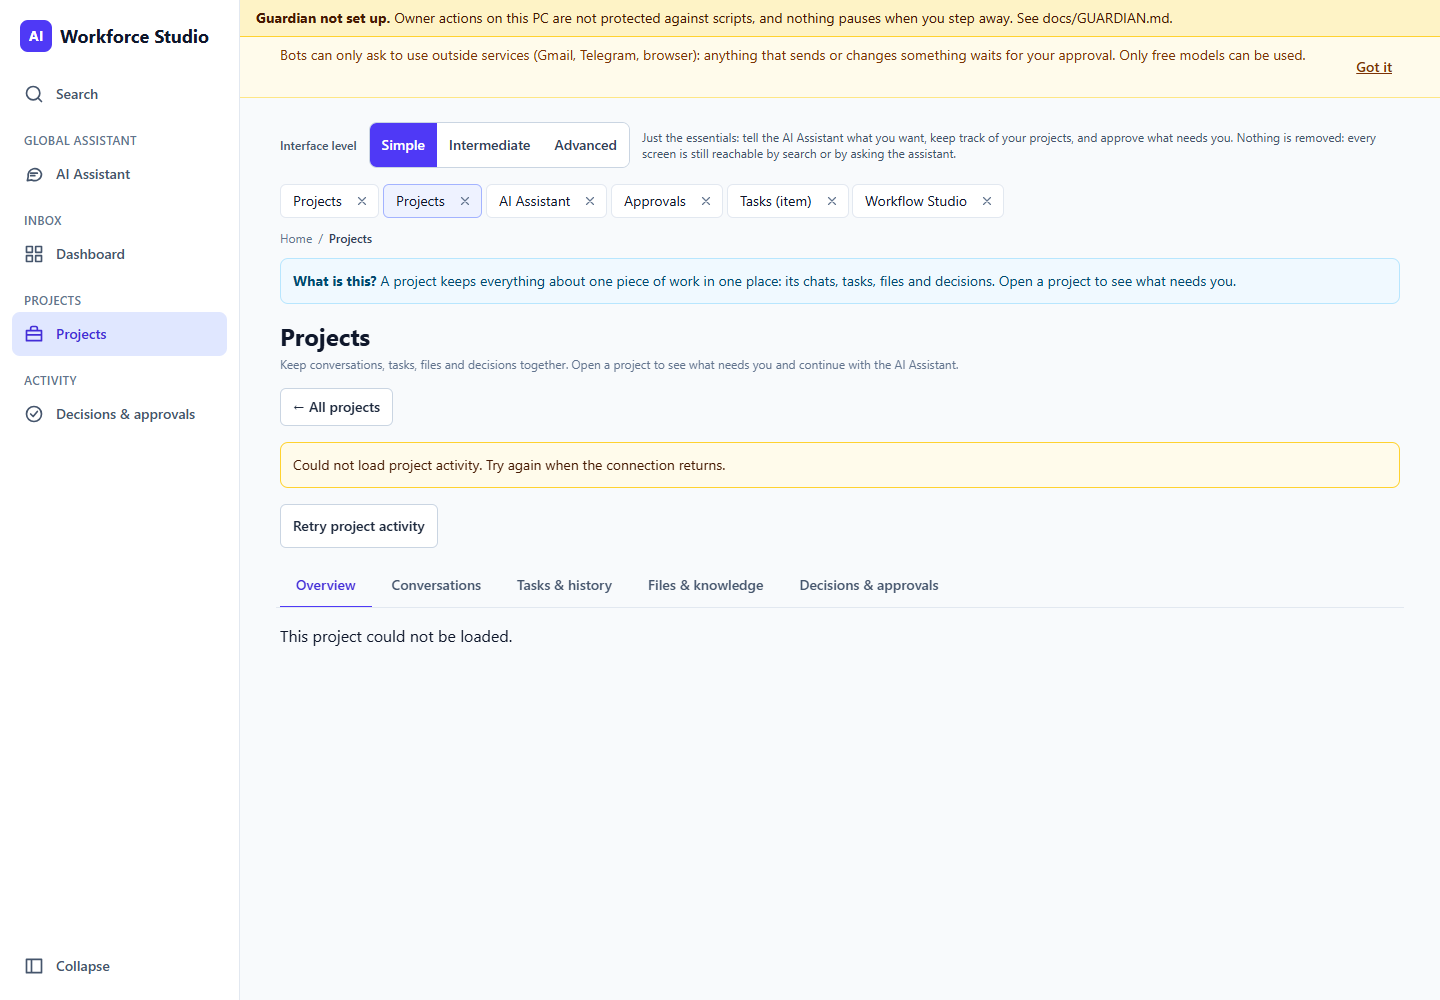 AI Workforce Studio
Search
GLOBAL ASSISTANT
AI Assistant
INBOX
Dashboard
PROJECTS
Projects
ACTIVITY
Decisions & approvals
Collapse
Guardian not set up. Owner actions on this PC are not protected against scripts, and nothing pauses when you step away. See docs/GUARDIAN.md.
Bots can only ask to use outside services (Gmail, Telegram, browser): anything that sends or changes something waits for your approval. Only free models can be used.
Got it
Interface level
Simple
Intermediate
Advanced
Just the essentials: tell the AI Assistant what you want, keep track of your projects, and approve what needs you. Nothing is removed: every
screen is still reachable by search or by asking the assistant.
Projects ×
Projects ×
AI Assistant ×
Approvals ×
Tasks (item) ×
Workflow Studio ×
Home / Projects
What is this? A project keeps everything about one piece of work in one place: its chats, tasks, files and decisions. Open a project to see what needs you.
Projects
Keep conversations, tasks, files and decisions together. Open a project to see what needs you and continue with the AI Assistant.
← All projects
Could not load project activity. Try again when the connection returns.
Retry project activity
Overview
Conversations
Tasks & history
Files & knowledge
Decisions & approvals
This project could not be loaded.